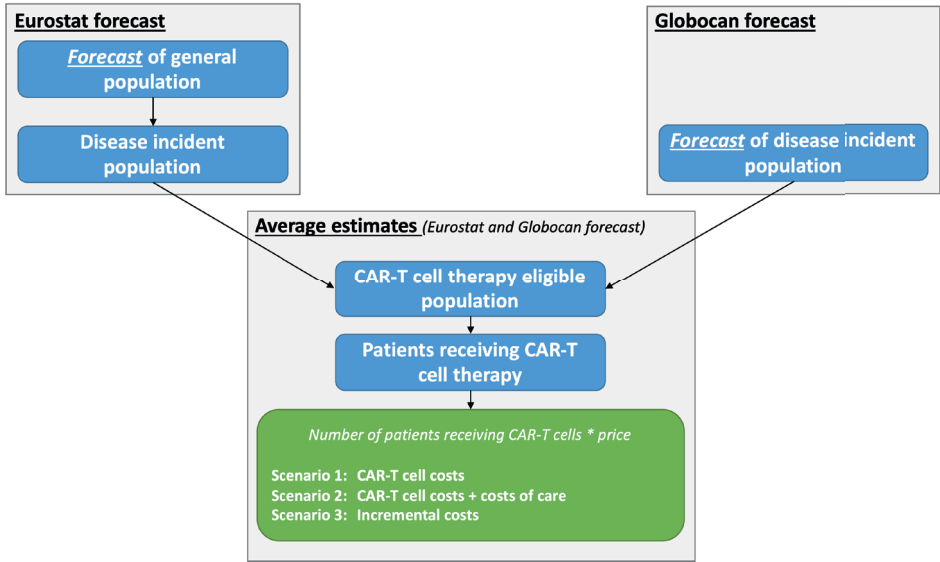 Eurostat forecast
Forecast of general
population
Disease incident
population
Globocan forecast
Forecast of disease incident
population
Average estimates (Eurostat and Globocan forecast)
CAR-T cell therapy eligible
population
Patients receiving CAR-T
cell therapy
Number of patients receiving CAR-T cells * price
Scenario 1: CAR-T cell costs
Scenario 2: CAR-T cell costs + costs of care
Scenario 3: Incremental costs